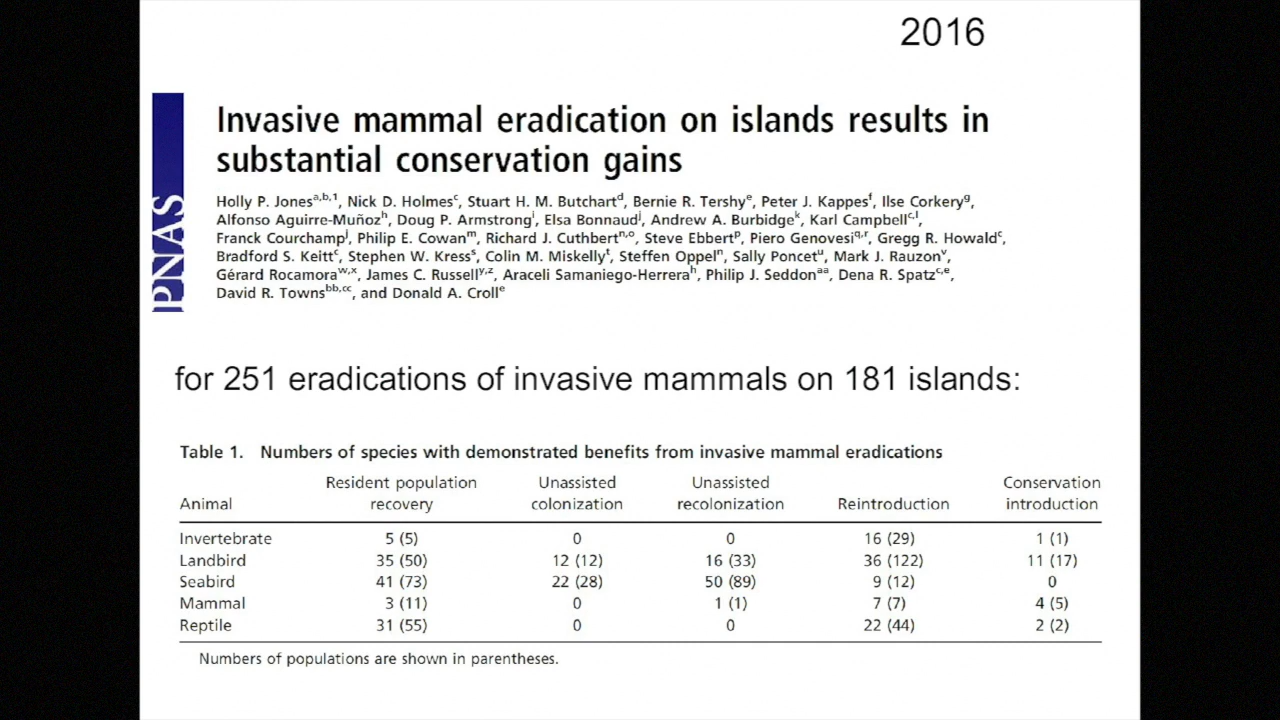 2016
PNAS
Invasive mammal eradication on islands results in
substantial conservation gains
Holly P. Jonesa,b,1, Nick D. Holmesc, Stuart H. M. Butchartd, Bernie R. Tershye, Peter J. Kappesf, Ilse Corkeryg,
Alfonso Aguirre-Muñozh, Doug P. Armstrongi, Elsa Bonnaudj, Andrew A. Burbidgek, Karl Campbellc,l,
Franck Courchampj, Philip E. Cowanm, Richard J. Cuthbertn,o, Steve Ebbertp, Piero Genovesiq,r, Gregg R. Howaldc,
Bradford S. Keittc, Stephen W. Kresss, Colin M. Miskellyt, Steffen Oppeln, Sally Poncetu, Mark J. Rauzonv,
Gérard Rocamoraw,x, James C. Russelly,z, Araceli Samaniego-Herrerah, Philip J. Seddonaa, Dena R. Spatzc,e,
David R. Townsbb,cc, and Donald A. Crolle
for 251 eradications of invasive mammals on 181 islands:
Table 1. Numbers of species with demonstrated benefits from invasive mammal eradications
Resident population Unassisted Unassisted Conservation
Animal recovery colonization recolonization Reintroduction introduction
Invertebrate 5 (5) 0 0 16 (29) 1 (1)
Landbird 35 (50) 12 (12) 16 (33) 36 (122) 11 (17)
Seabird 41 (73) 22 (28) 50 (89) 9 (12) 0
Mammal 3 (11) 0 1 (1) 7 (7) 4 (5)
Reptile 31 (55) 0 0 22 (44) 2 (2)
Numbers of populations are shown in parentheses.